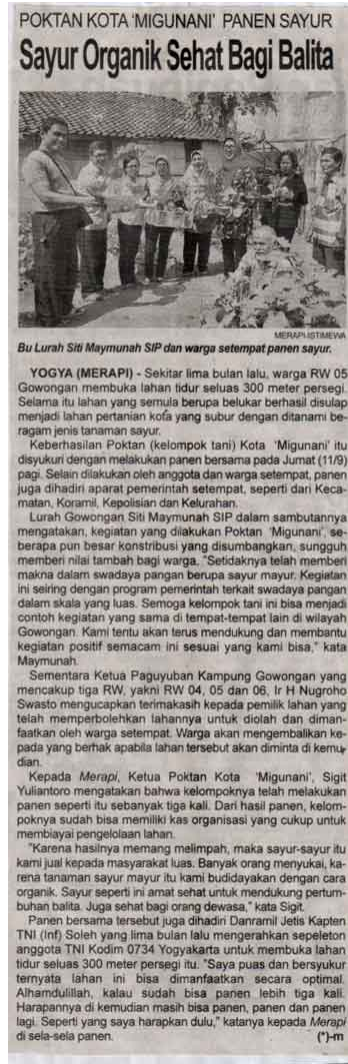 POKTAN KOTA 'MIGUNANI' PANEN SAYUR
Sayur Organik Sehat Bagi Balita
MERAPI-ISTIMEWA
Bu Lurah Siti Maymunah SIP dan warga setempat panen sayur.
YOGYA (MERAPI) - Sekitar lima bulan lalu, warga RW 05
Gowongan membuka lahan tidur seluas 300 meter persegi.
Selama itu lahan yang semula berupa belukar berhasil disulap
menjadi lahan pertanian kota yang subur dengan ditanami be-
ragam jenis tanaman sayur.
Keberhasilan Poktan (kelompok tani) Kota 'Migunani' itu
disyukuri dengan melakukan panen bersama pada Jumat (11/9)
pagi. Selain dilakukan oleh anggota dan warga setempat, panen
juga dihadiri aparat pemerintah setempat, seperti dari Keca-
matan, Koramil, Kepolisian dan Kelurahan.
Lurah Gowongan Siti Maymunah SIP dalam sambutannya
mengatakan, kegiatan yang dilakukan Poktan 'Migunani', se-
berapa pun besar konstribusi yang disumbangkan, sungguh
memberi nilai tambah bagi warga. "Setidaknya telah memberi
makna dalam swadaya pangan berupa sayur mayur. Kegiatan
ini seiring dengan program pemerintah terkait swadaya pangan
dalam skala yang luas. Semoga kelompok tani ini bisa menjadi
contoh kegiatan yang sama di tempat-tempat lain di wilayah
Gowongan. Kami tentu akan terus mendukung dan membantu
kegiatan positif semacam ini sesuai yang kami bisa," kata
Maymunah.
Sementara Ketua Paguyuban Kampung Gowongan yang
mencakup tiga RW, yakni RW 04, 05 dan 06, Ir H Nugroho
Swasto mengucapkan terimakasih kepada pemilik lahan yang
telah memperbolehkan lahannya untuk diolah dan diman-
faatkan oleh warga setempat. Warga akan mengembalikan ke-
pada yang berhak apabila lahan tersebut akan diminta di kemu-
dian.
Kepada Merapi, Ketua Poktan Kota 'Migunani', Sigit
Yuliantoro mengatakan bahwa kelompoknya telah melakukan
panen seperti itu sebanyak tiga kali. Dari hasil panen, kelom-
poknya sudah bisa memiliki kas organisasi yang cukup untuk
membiayai pengelolaan lahan.
"Karena hasilnya memang melimpah, maka sayur-sayur itu
kami jual kepada masyarakat luas. Banyak orang menyukai, ka-
rena tanaman sayur mayur itu kami budidayakan dengan cara
organik. Sayur seperti ini amat sehat untuk mendukung pertum-
buhan balita. Juga sehat bagi orang dewasa," kata Sigit.
Panen bersama tersebut juga dihadiri Danramil Jetis Kapten
TNI (Inf) Soleh yang lima bulan lalu mengerahkan sepeleton
anggota TNI Kodim 0734 Yogyakarta untuk membuka lahan
tidur seluas 300 meter persegi itu. "Saya puas dan bersyukur
ternyata lahan ini bisa dimanfaatkan secara optimal.
Alhamdulillah, kalau sudah bisa panen lebih tiga kali.
Harapannya di kemudian masih bisa panen, panen dan panen
lagi. Seperti yang saya harapkan dulu," katanya kepada Merapi
di sela-sela panen. (*)-m